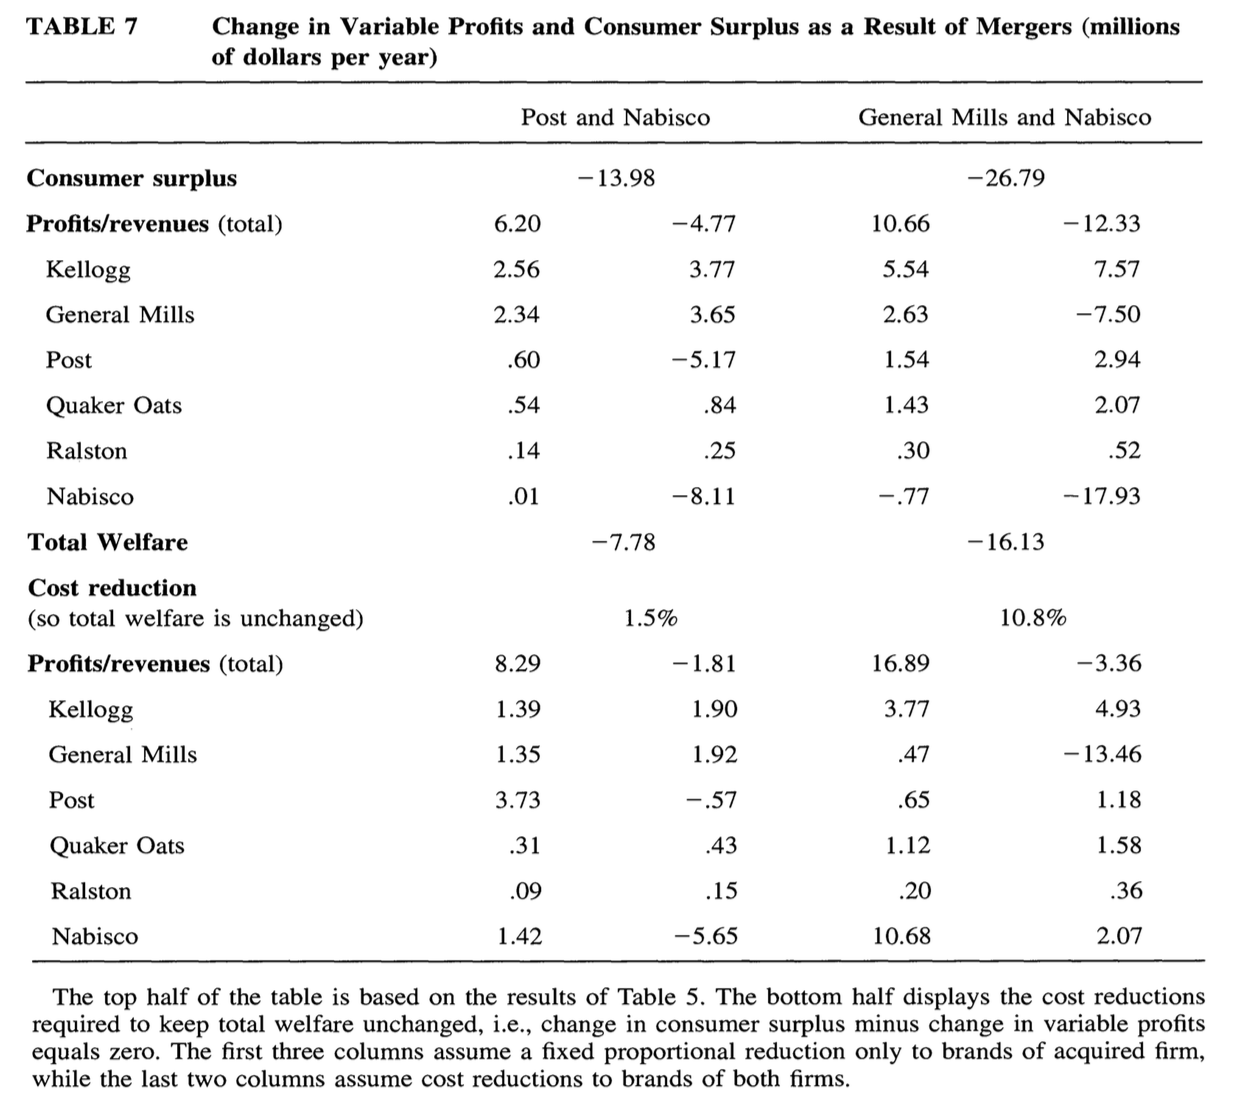 TABLE 7 Change in Variable Profits and Consumer Surplus as a Result of Mergers (millions
of dollars per year)
Post and Nabisco General Mills and Nabisco
Consumer surplus −13.98 −26.79
Profits/revenues (total) 6.20 −4.77 10.66 −12.33
Kellogg 2.56 3.77 5.54 7.57
General Mills 2.34 3.65 2.63 −7.50
Post .60 −5.17 1.54 2.94
Quaker Oats .54 .84 1.43 2.07
Ralston .14 .25 .30 .52
Nabisco .01 −8.11 −.77 −17.93
Total Welfare −7.78 −16.13
Cost reduction
(so total welfare is unchanged) 1.5% 10.8%
Profits/revenues (total) 8.29 −1.81 16.89 −3.36
Kellogg 1.39 1.90 3.77 4.93
General Mills 1.35 1.92 .47 −13.46
Post 3.73 −.57 .65 1.18
Quaker Oats .31 .43 1.12 1.58
Ralston .09 .15 .20 .36
Nabisco 1.42 −5.65 10.68 2.07
The top half of the table is based on the results of Table 5. The bottom half displays the cost reductions
required to keep total welfare unchanged, i.e., change in consumer surplus minus change in variable profits
equals zero. The first three columns assume a fixed proportional reduction only to brands of acquired firm,
while the last two columns assume cost reductions to brands of both firms.